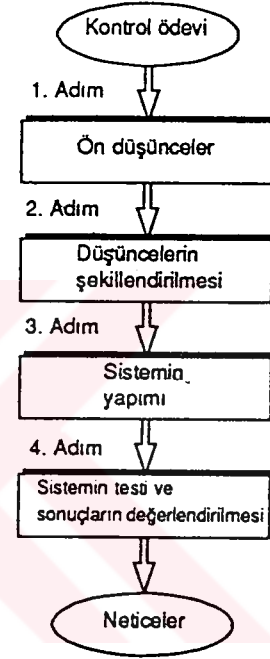 Kontrol ödevi
1. Adım
Ön düşünceler
2. Adım
Düşüncelerin
şekillendirilmesi
3. Adım
Sistemin
yapımı
4. Adım
Sistemin testi ve
sonuçların değerlendirilmesi
Neticeler